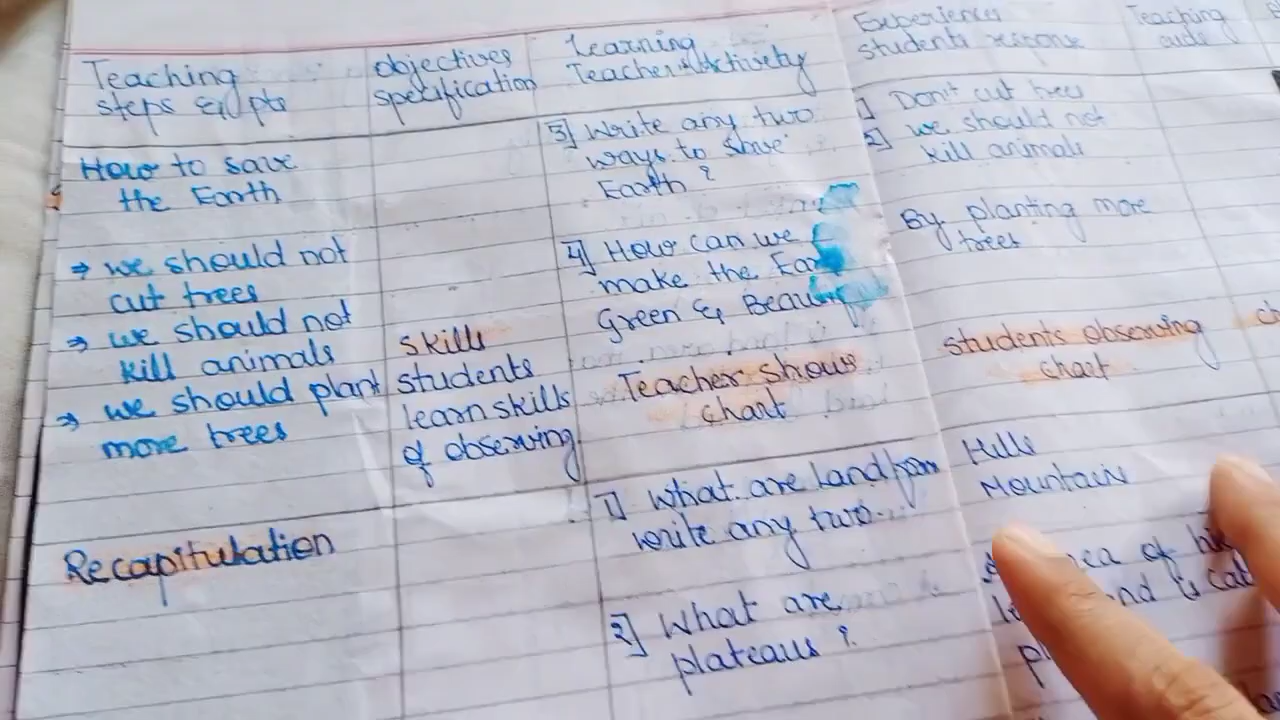 Teaching
steps & pts
How to save
the Earth
→ we should not
cut trees
→ we should not
kill animals
→ we should plant
more trees
Recapitulation
objectives
specification
skills
students
learn skills
of observing
Learning
Teacher's Activity
3] Write any two
ways to save
Earth ?
4] How can we
make the
Green &
Teacher shows
chart
1] What are landform
write any two.
2] What are
plateaus ?
Experiences
students response
1] Don't cut trees
2] we should not
kill animals
By planting more
trees
students observing
chart
Hills
Mountain
of
Teaching